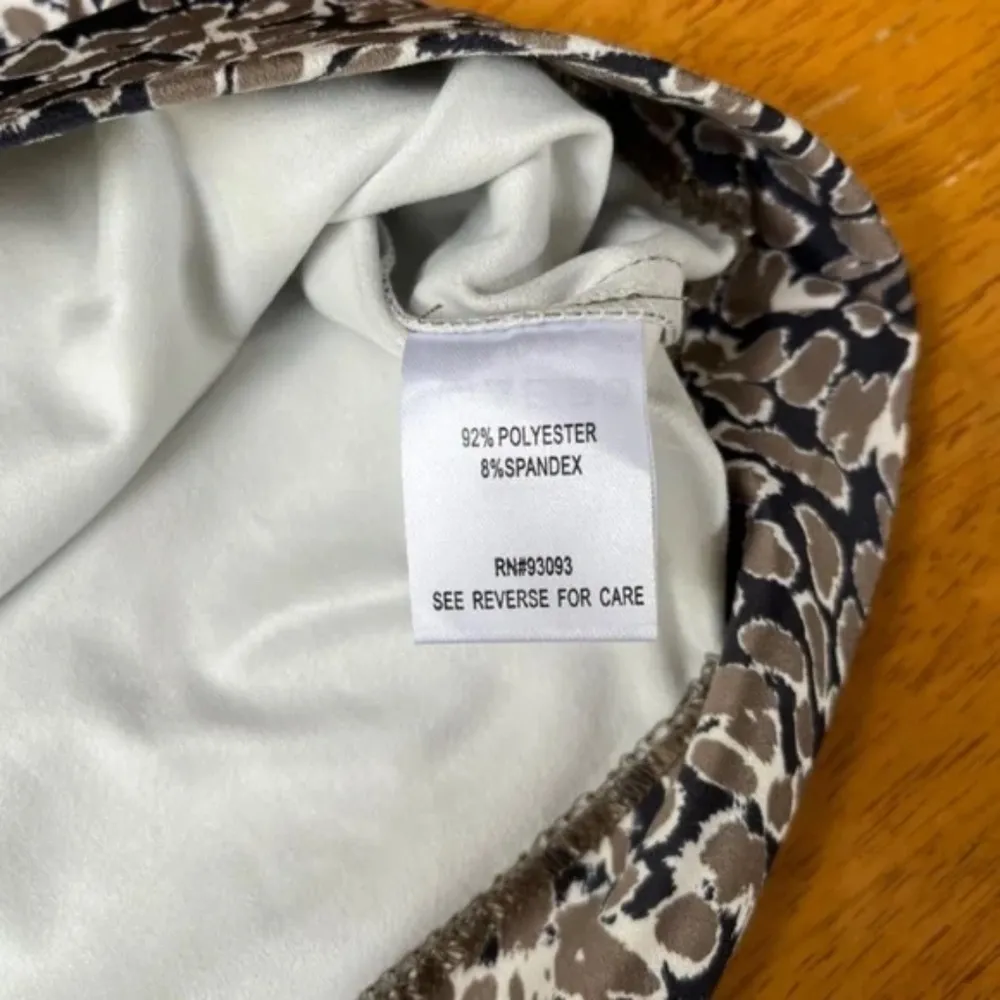 92% POLYESTER
8%SPANDEX
RN#93093
SEE REVERSE FOR CARE